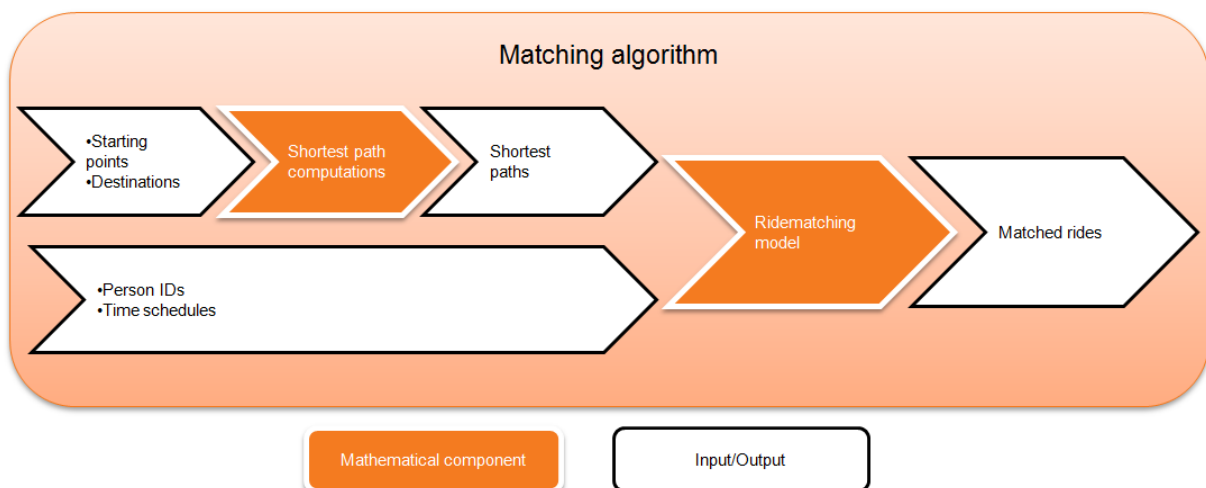 Matching algorithm
•Starting
points
•Destinations
Shortest path
computations
Shortest
paths
•Person IDs
•Time schedules
Ridematching
model
Matched rides
Mathematical component
Input/Output